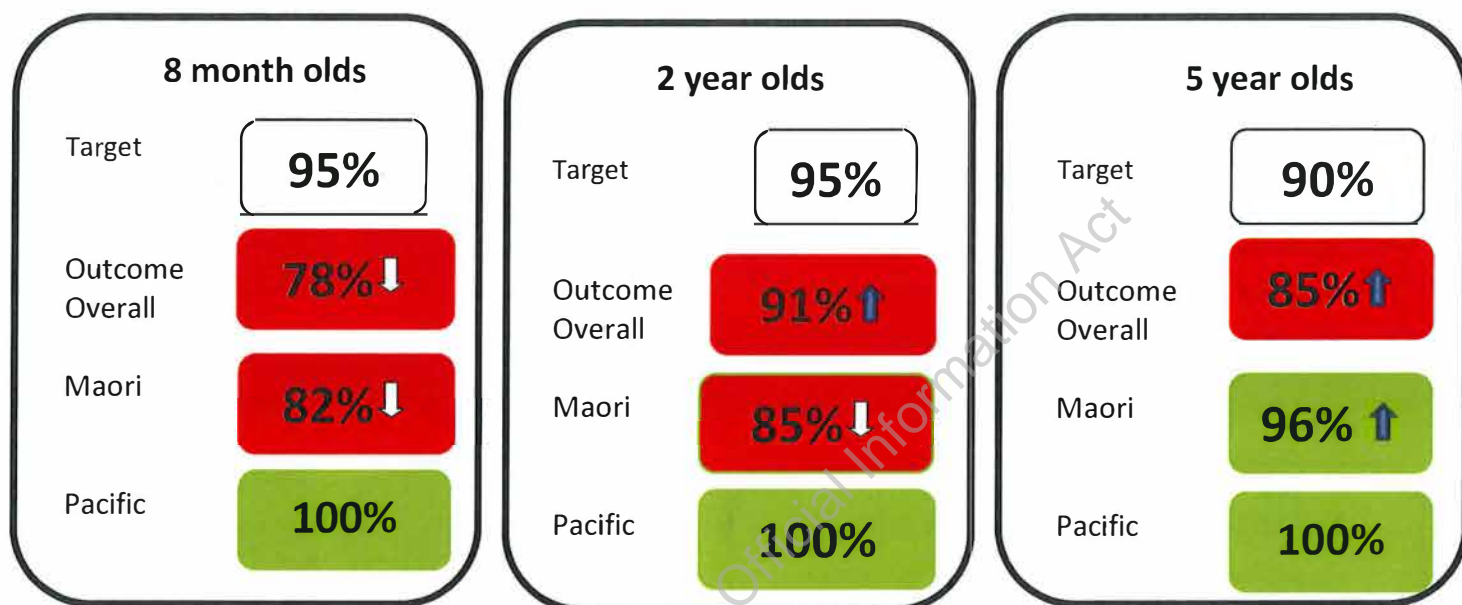 8 month olds
Target
95%
Outcome
Overall
78%
Maori
82%
Pacific
100%
2 year olds
Target
95%
Outcome
Overall
91%
Maori
85%
Pacific
100%
5 year olds
Target
90%
Outcome
Overall
85%
Maori
96%
Pacific
100%
Official Information Act